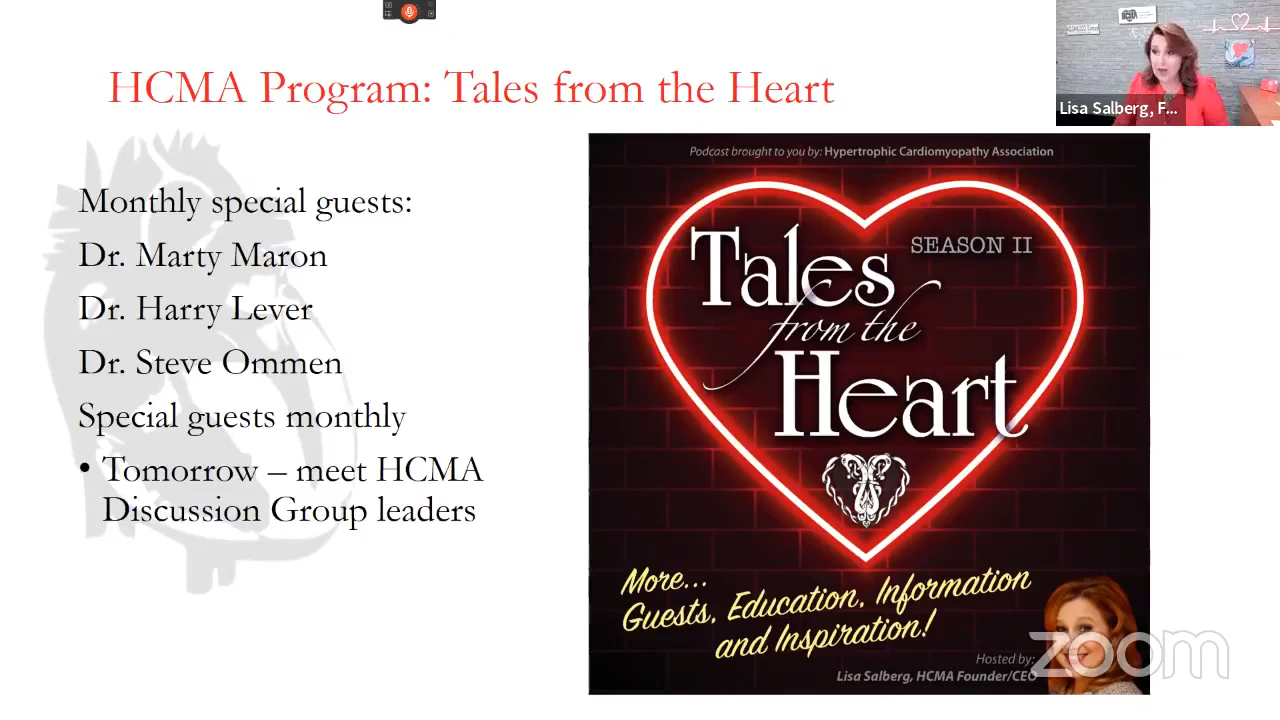 HCMA Program: Tales from the Heart
Lisa Salberg, F...
Monthly special guests:
Dr. Marty Maron
Dr. Harry Lever
Dr. Steve Ommen
Special guests monthly
• Tomorrow – meet HCMA
Discussion Group leaders
Podcast brought to you by: Hypertrophic Cardiomyopathy Association
SEASON II
Tales
from the
Heart
More...
Guests, Education, Information
and Inspiration!
Hosted by:
Lisa Salberg, HCMA Founder/CEO
zoom